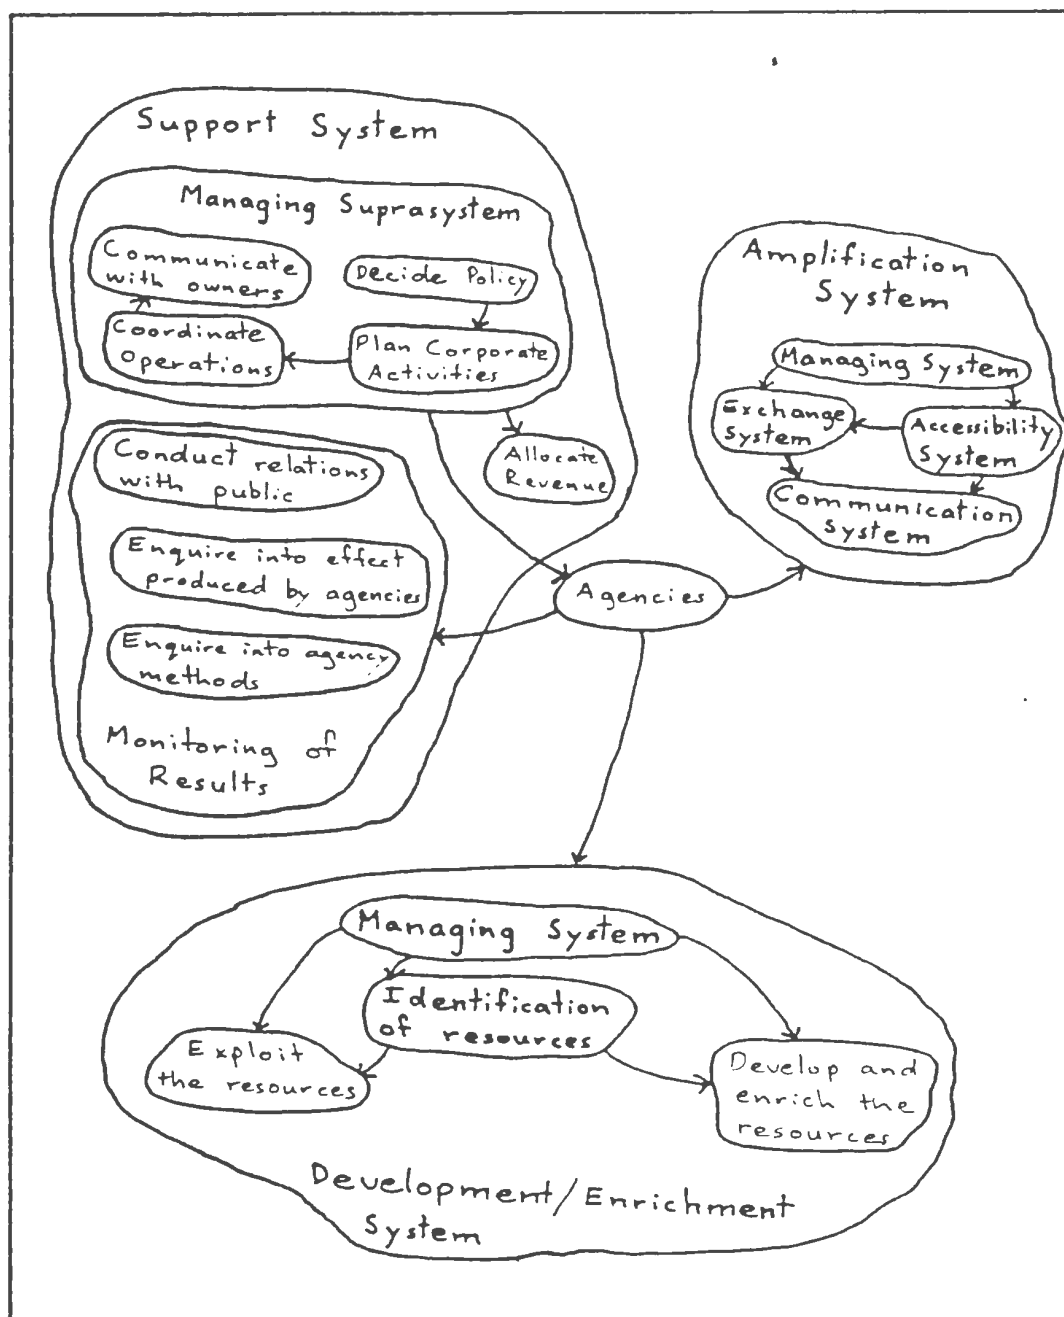 Support System
Managing Suprasystem
Communicate
with owners
Decide Policy
Coordinate
Operations
Plan Corporate
Activities
Allocate
Revenue
Conduct relations
with public
Enquire into effect
produced by agencies
Enquire into agency
methods
Monitoring of
Results
Agencies
Amplification
System
Managing System
Exchange
System
Accessibility
System
Communication
System
Managing System
Identification
of resources
Exploit
the resources
Develop and
enrich the
resources
Development/Enrichment
System